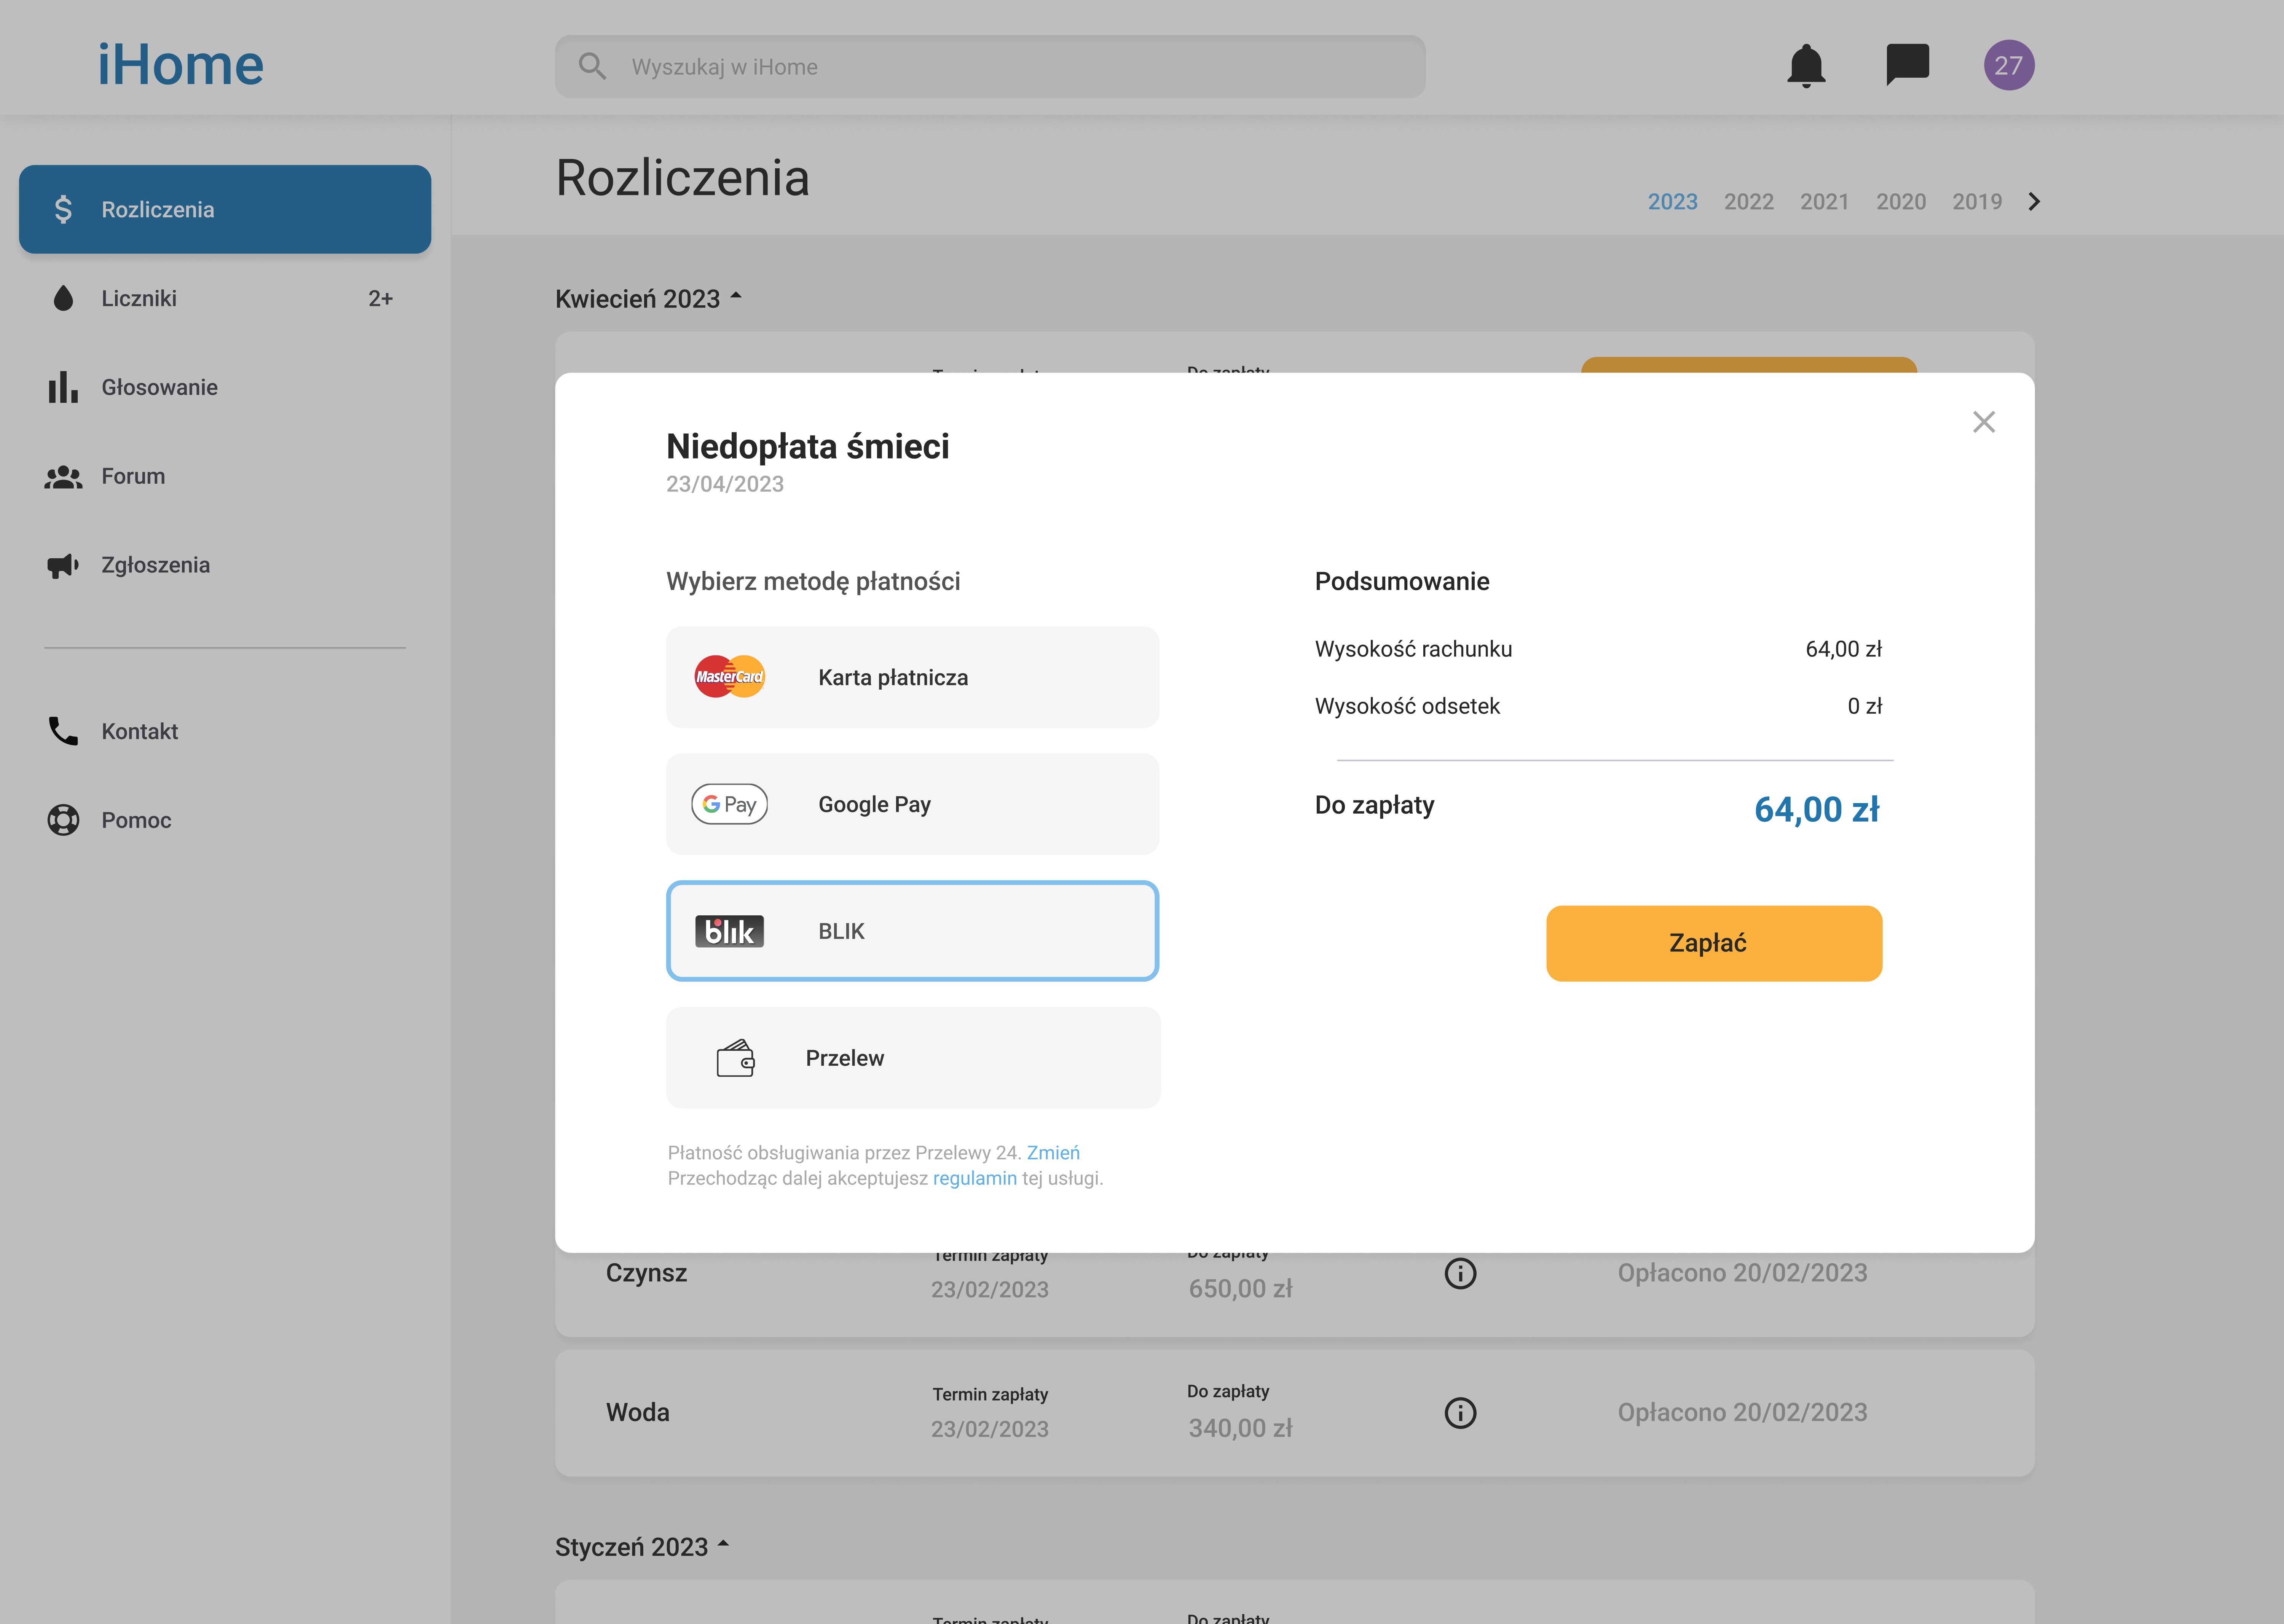 iHome
Wyszukaj w iHome
27
Rozliczenia
Liczniki 2+
Głosowanie
Forum
Zgłoszenia
Kontakt
Pomoc
Rozliczenia
2023 2022 2021 2020 2019
Kwiecień 2023
Do zapłaty
Niedopłata śmieci
23/04/2023
Wybierz metodę płatności
MasterCard Karta płatnicza
G Pay Google Pay
blik BLIK
Przelew
Płatność obsługiwania przez Przelewy 24. Zmień
Przechodząc dalej akceptujesz regulamin tej usługi.
Podsumowanie
Wysokość rachunku 64,00 zł
Wysokość odsetek 0 zł
Do zapłaty 64,00 zł
Zapłać
Termin zapłaty Do zapłaty
Czynsz 23/02/2023 650,00 zł Opłacono 20/02/2023
Termin zapłaty Do zapłaty
Woda 23/02/2023 340,00 zł Opłacono 20/02/2023
Styczeń 2023
Termin zapłaty Do zapłaty